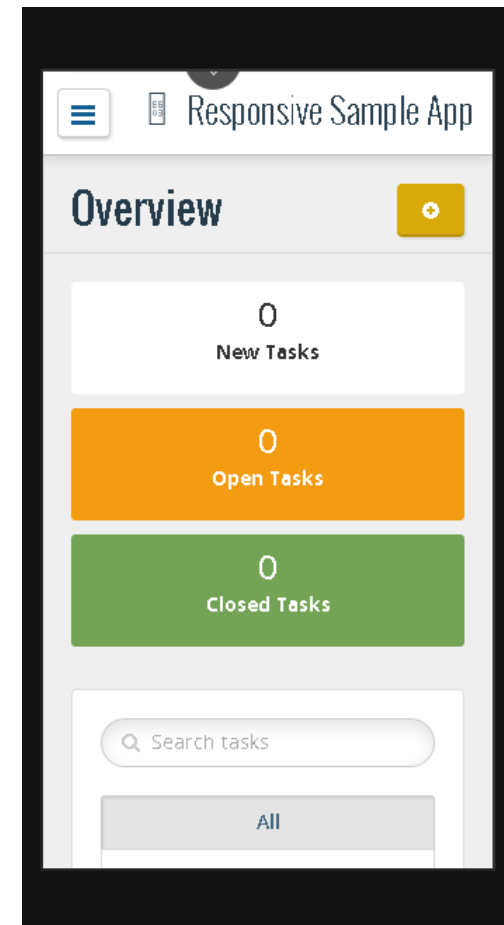 Responsive Sample App
Overview
0
New Tasks
0
Open Tasks
0
Closed Tasks
Search tasks
All